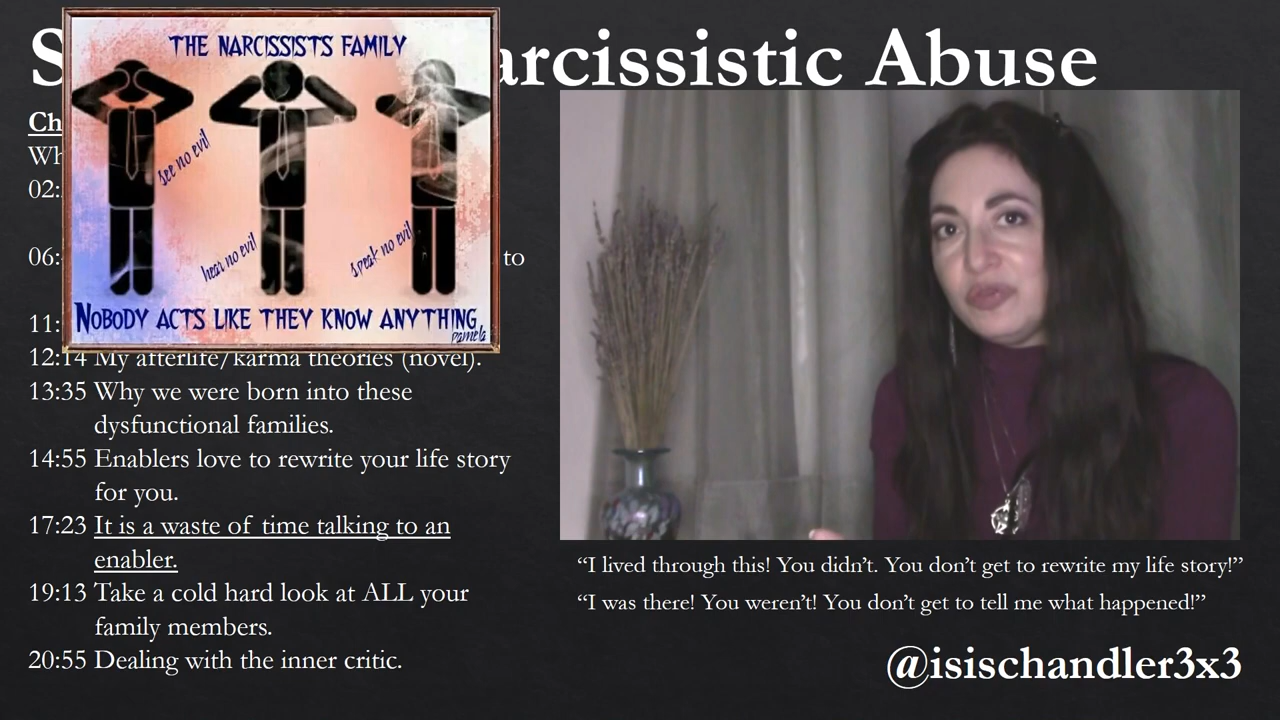 arcissistic Abuse
THE NARCISSISTS FAMILY
see no evil
hear no evil
speak no evil
NOBODY ACTS LIKE THEY KNOW ANYTHING
pamela
Ch
Wh
02:
06:
to
11:
12:14 My afterlife/karma theories (novel).
13:35 Why we were born into these
dysfunctional families.
14:55 Enablers love to rewrite your life story
for you.
17:23 It is a waste of time talking to an
enabler.
19:13 Take a cold hard look at ALL your
family members.
20:55 Dealing with the inner critic.
“I lived through this! You didn’t. You don’t get to rewrite my life story!”
“I was there! You weren’t! You don’t get to tell me what happened!”
@isischandler3x3